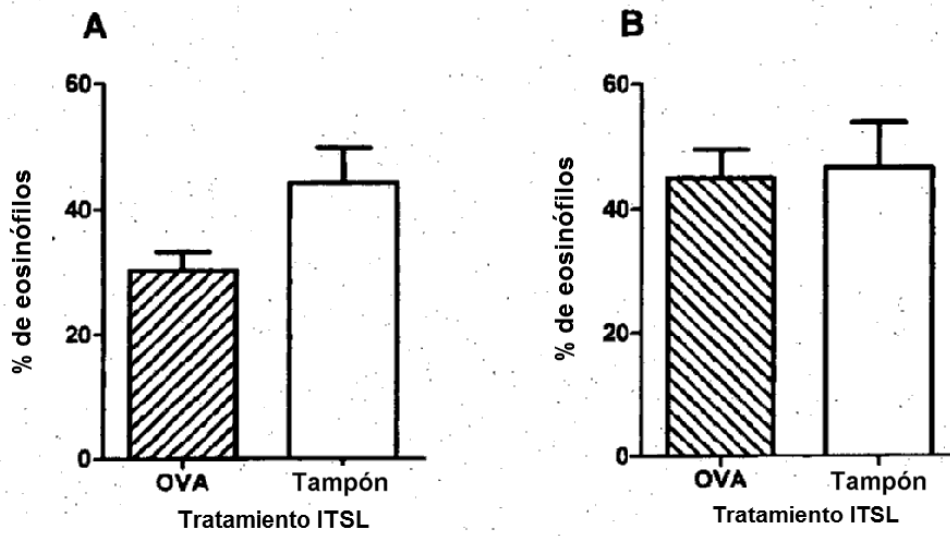 A
% de eosinófilos
60
40
20
0
OVA Tampón
Tratamiento ITSL
B
% de eosinófilos
60
40
20
0
OVA Tampón
Tratamiento ITSL